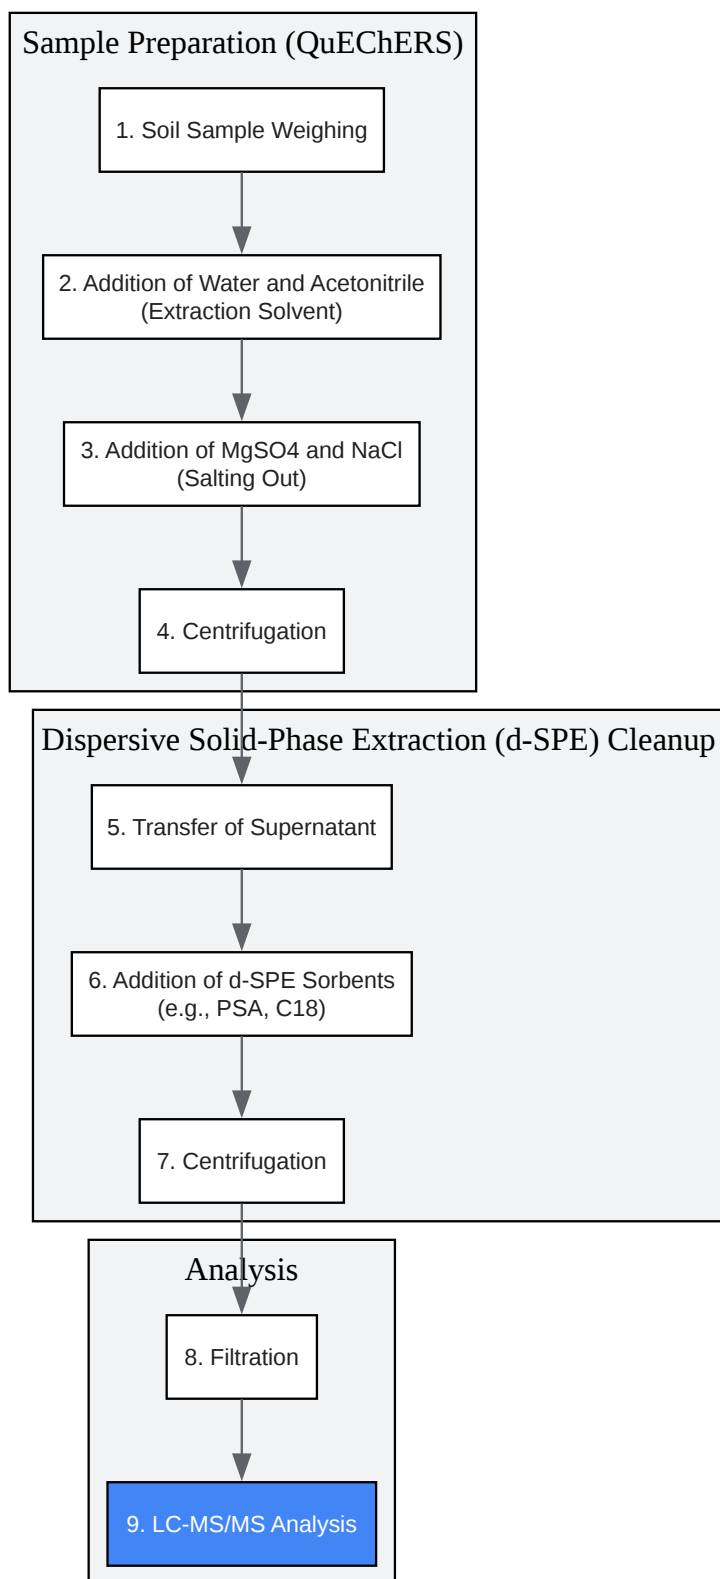 Sample Preparation (QuEChERS)
1. Soil Sample Weighing
2. Addition of Water and Acetonitrile
(Extraction Solvent)
3. Addition of MgSO4 and NaCl
(Salting Out)
4. Centrifugation
Dispersive Solid-Phase Extraction (d-SPE) Cleanup
5. Transfer of Supernatant
6. Addition of d-SPE Sorbents
(e.g., PSA, C18)
7. Centrifugation
Analysis
8. Filtration
9. LC-MS/MS Analysis